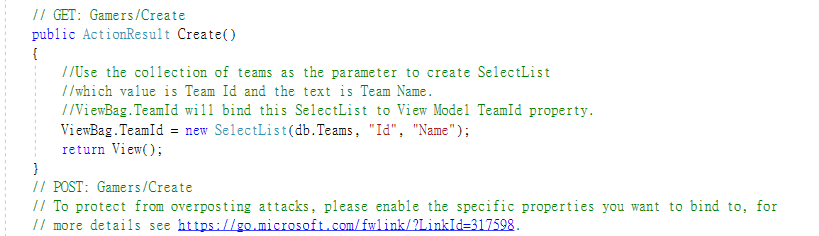 // GET: Gamers/Create
public ActionResult Create()
{
//Use the collection of teams as the parameter to create SelectList
//which value is Team Id and the text is Team Name.
//ViewBag.TeamId will bind this SelectList to View Model TeamId property.
ViewBag.TeamId = new SelectList(db.Teams, "Id", "Name");
return View();
}
// POST: Gamers/Create
// To protect from overposting attacks, please enable the specific properties you want to bind to, for
// more details see https://go.microsoft.com/fwlink/?LinkId=317598.